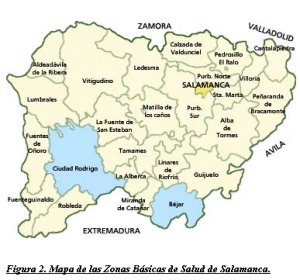 ZAMORA
VALLADOLID
Calzada de
Valdunciel
Pedrosillo
El Ralo
Cantalapiedra
Aldeadávila
de la Ribera
Ledesma
Vitigudino
Purb. Norte
Villoria
SALAMANCA
Sta. Marta
Lumbrales
Peñaranda
de
Bracamonte
Matilla de
los caños
Purb.
Sur
La Fuente de
San Esteban
Alba
de
Tormes
Fuentes
de
Oñoro
Tamames
ÁVILA
Ciudad Rodrigo
Linares
de
Riofrío
La Alberca
Guijuelo
Fuenteguinaldo
Robleda
Miranda
de Catañar
Béjar
EXTREMADURA
Figura 2. Mapa de las Zonas Básicas de Salud de Salamanca.